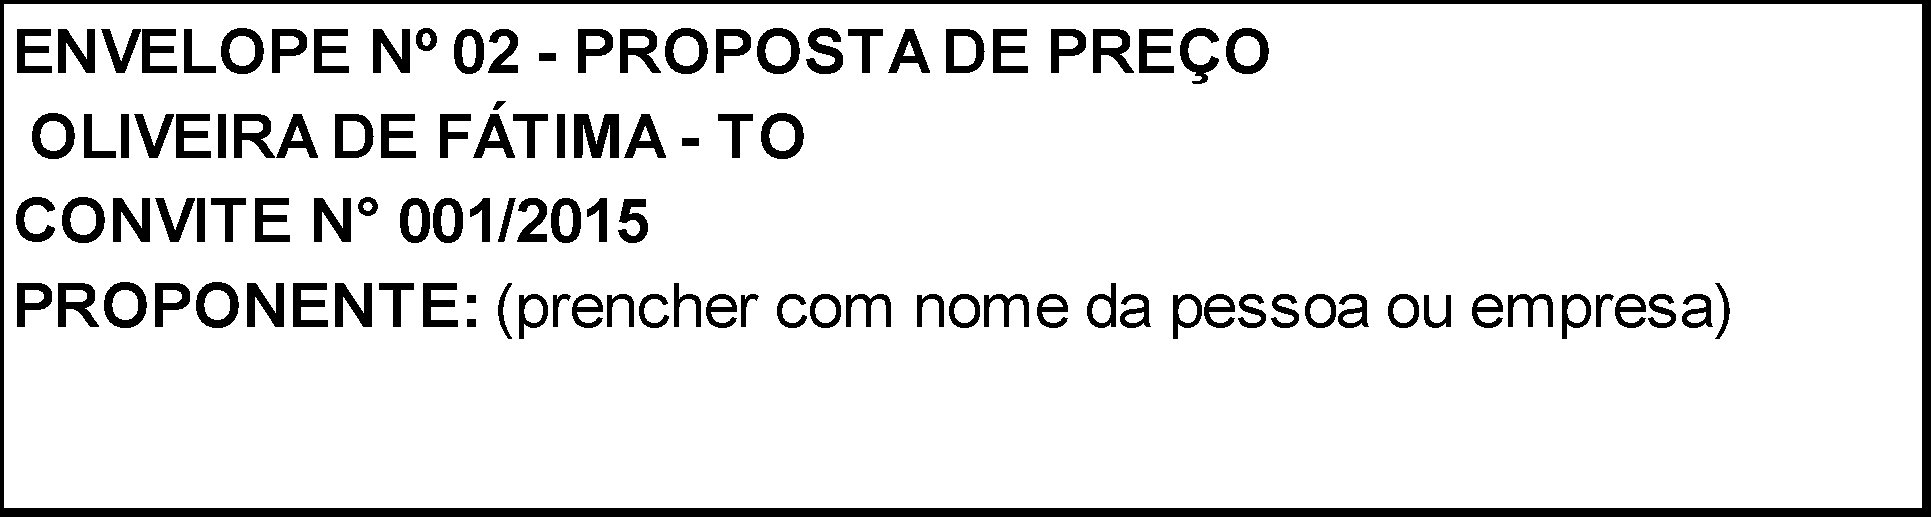 ENVELOPE Nº 02 - PROPOSTA DE PREÇO
OLIVEIRA DE FÁTIMA - TO
CONVITE N° 001/2015
PROPONENTE: (prencher com nome da pessoa ou empresa)